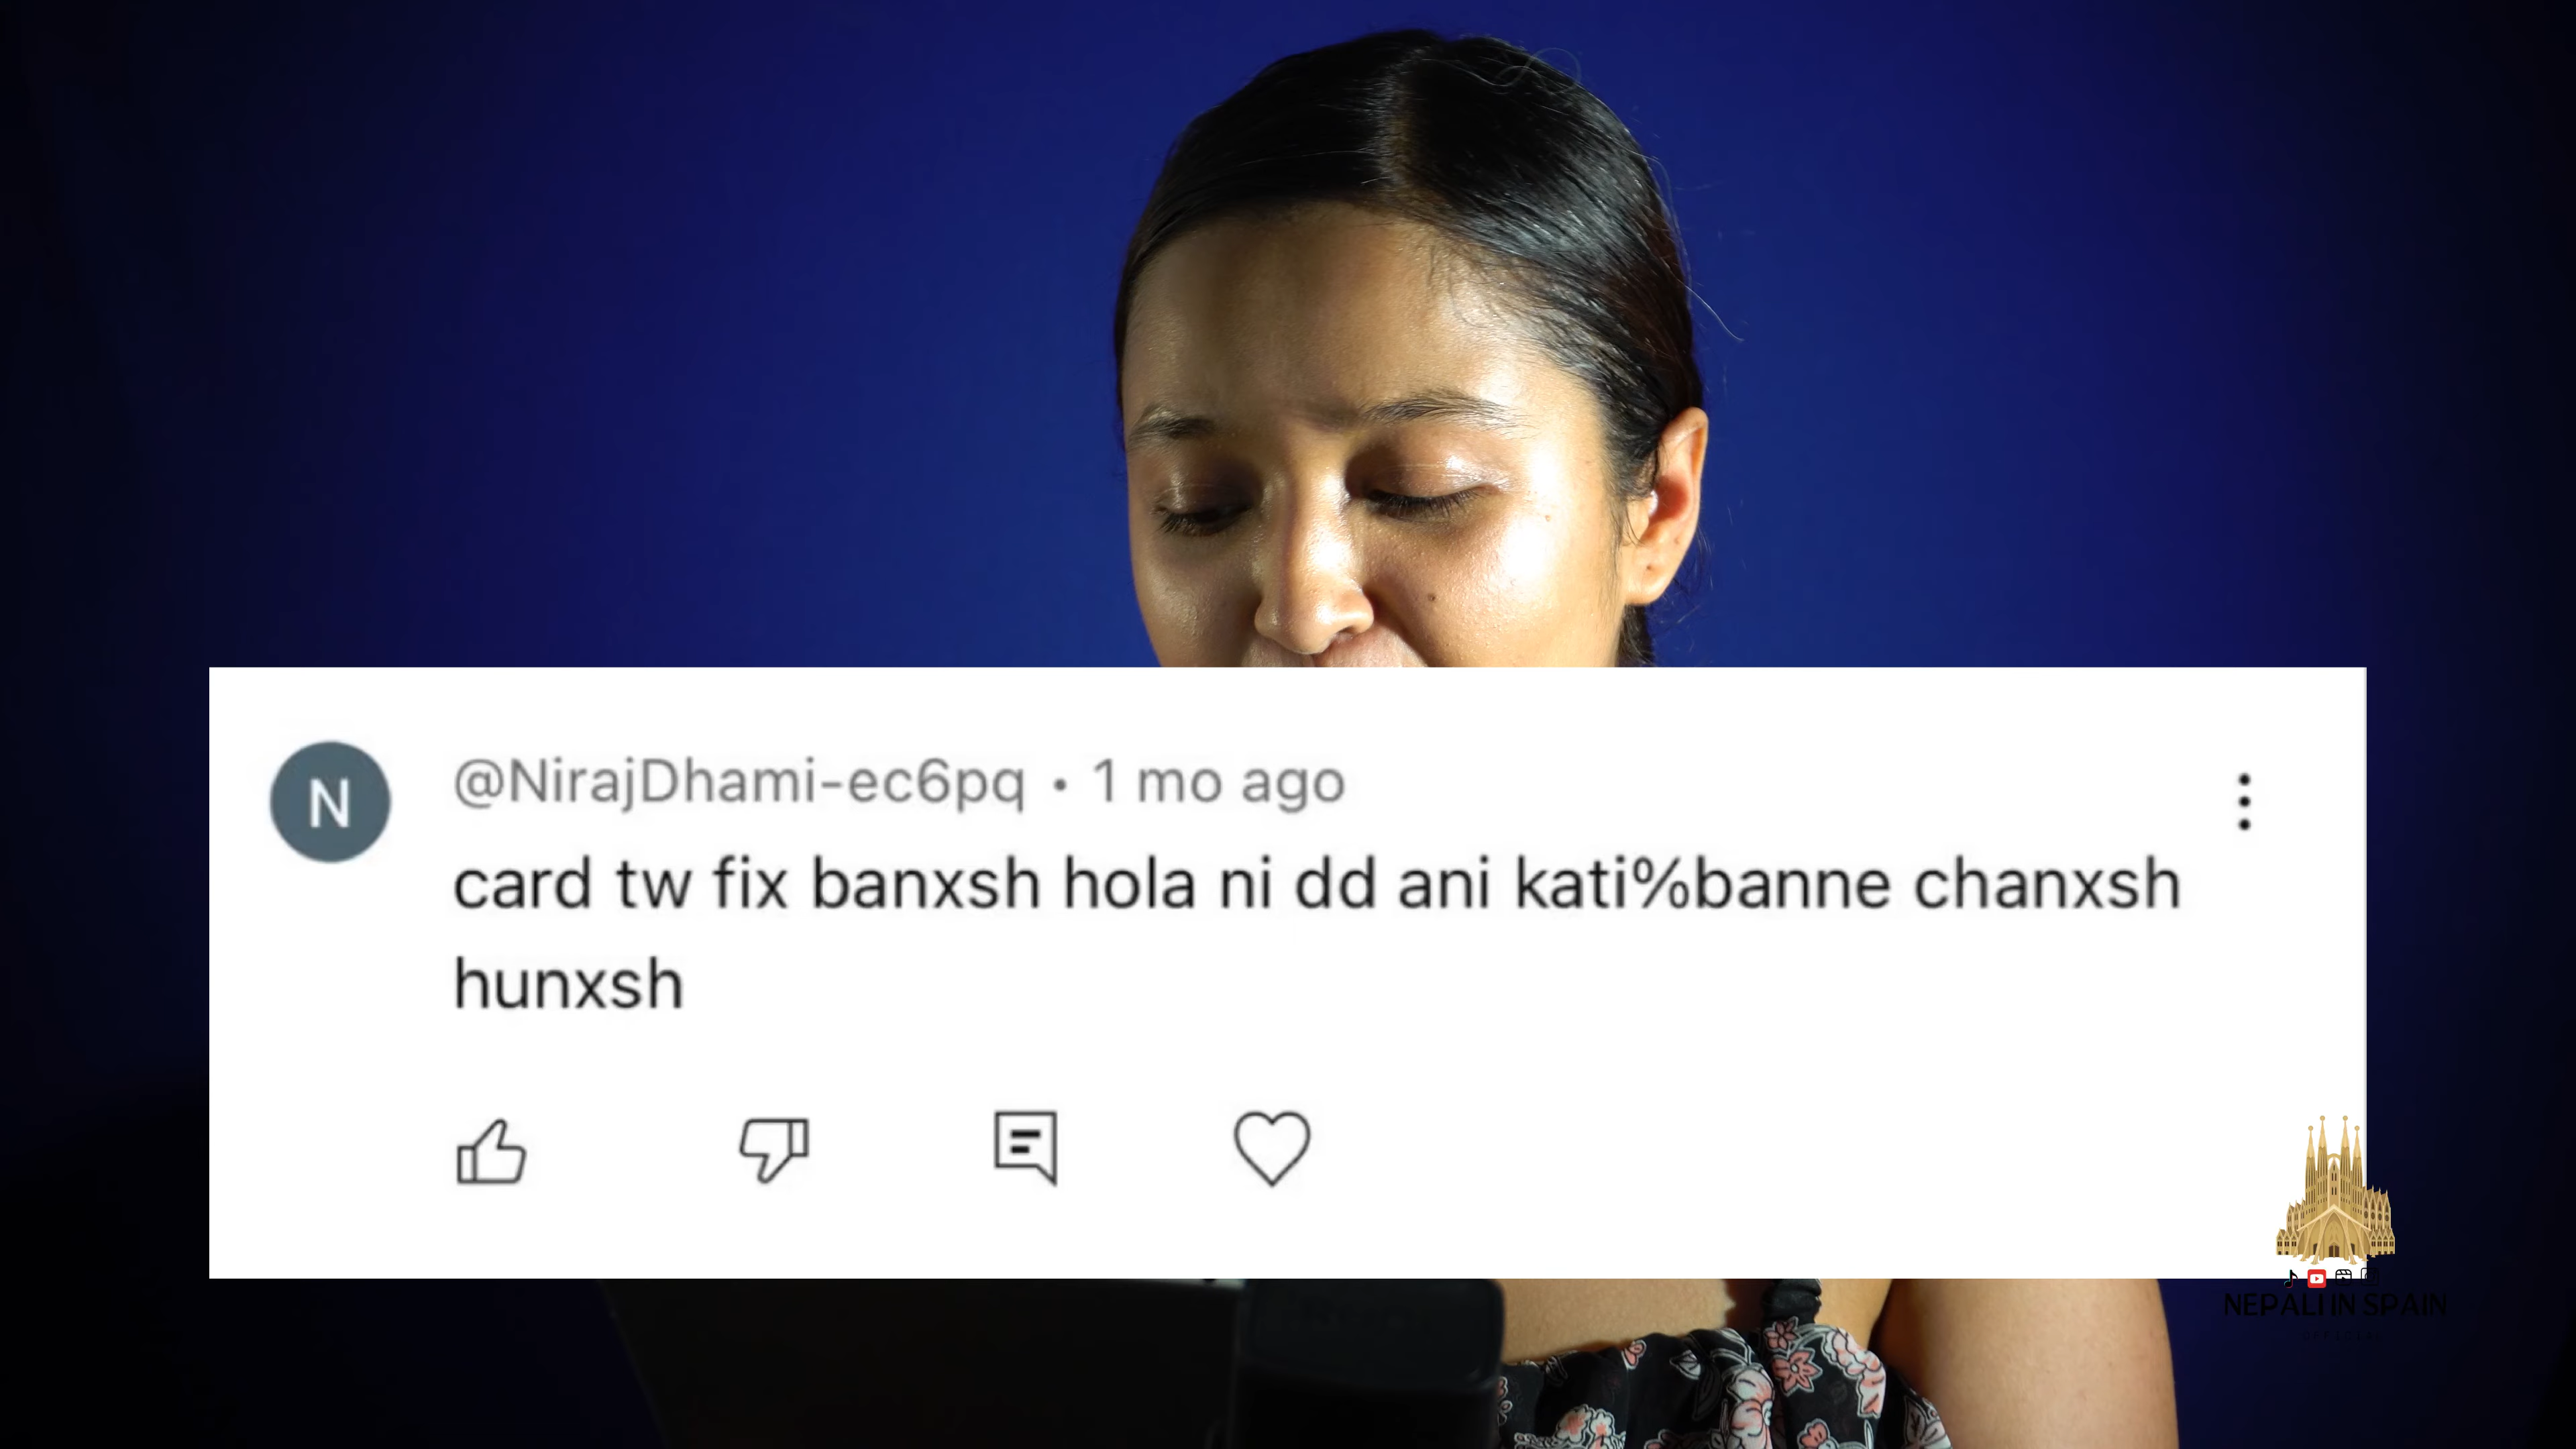 N
@NirajDhami-ec6pq • 1 mo ago
card tw fix banxsh hola ni dd ani kati%banne chanxsh
hunxsh
NEPALI IN SPAIN